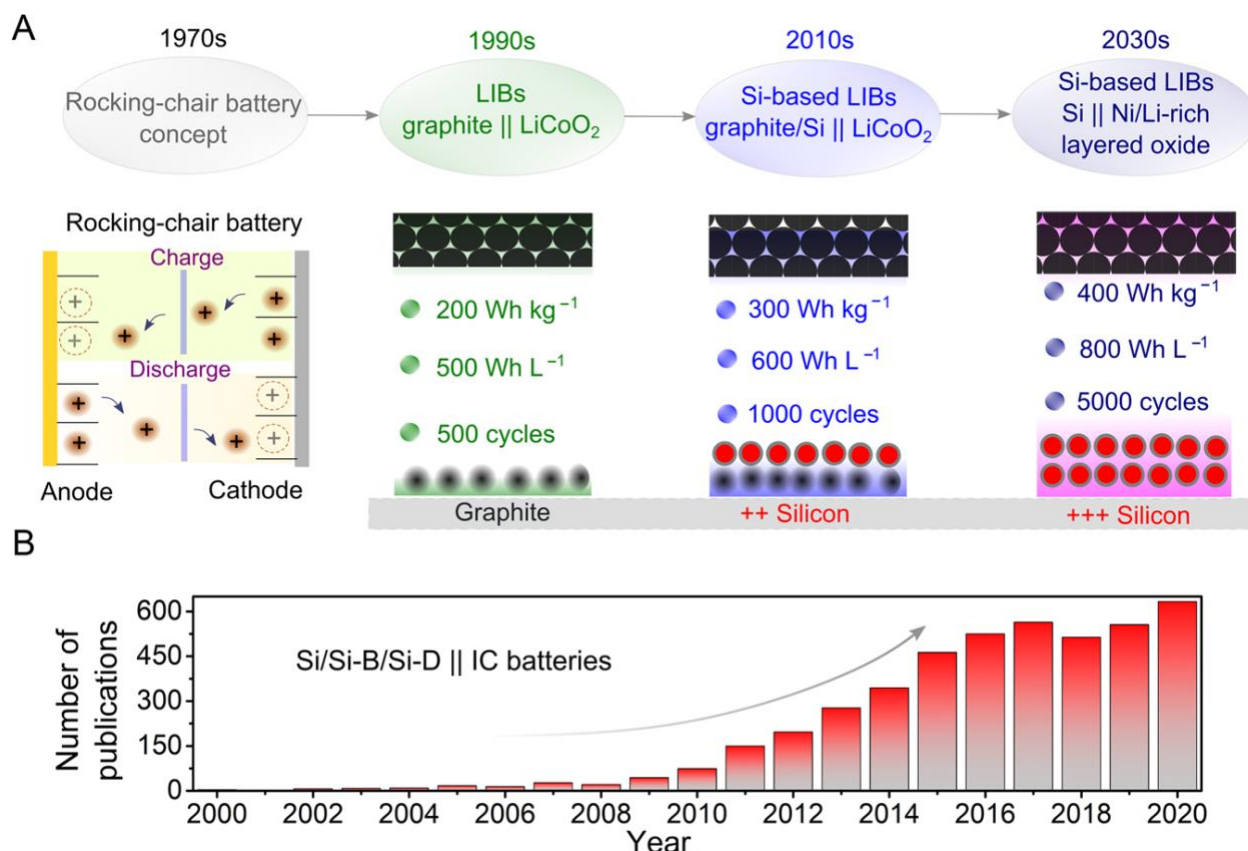 A
1970s
1990s
2010s
2030s
Rocking-chair battery
concept
LIBs
graphite || LiCoO₂
Si-based LIBs
graphite/Si || LiCoO₂
Si-based LIBs
Si || Ni/Li-rich
layered oxide
Rocking-chair battery
Charge
+
+
+
+
+
+
Discharge
+
+
+
+
+
+
Anode
Cathode
200 Wh kg⁻¹
500 Wh L⁻¹
500 cycles
Graphite
300 Wh kg⁻¹
600 Wh L⁻¹
1000 cycles
++ Silicon
400 Wh kg⁻¹
800 Wh L⁻¹
5000 cycles
+++ Silicon
B
Number of
publications
600
450
300
150
0
Si/Si-B/Si-D || IC batteries
2000 2002 2004 2006 2008 2010 2012 2014 2016 2018 2020
Year